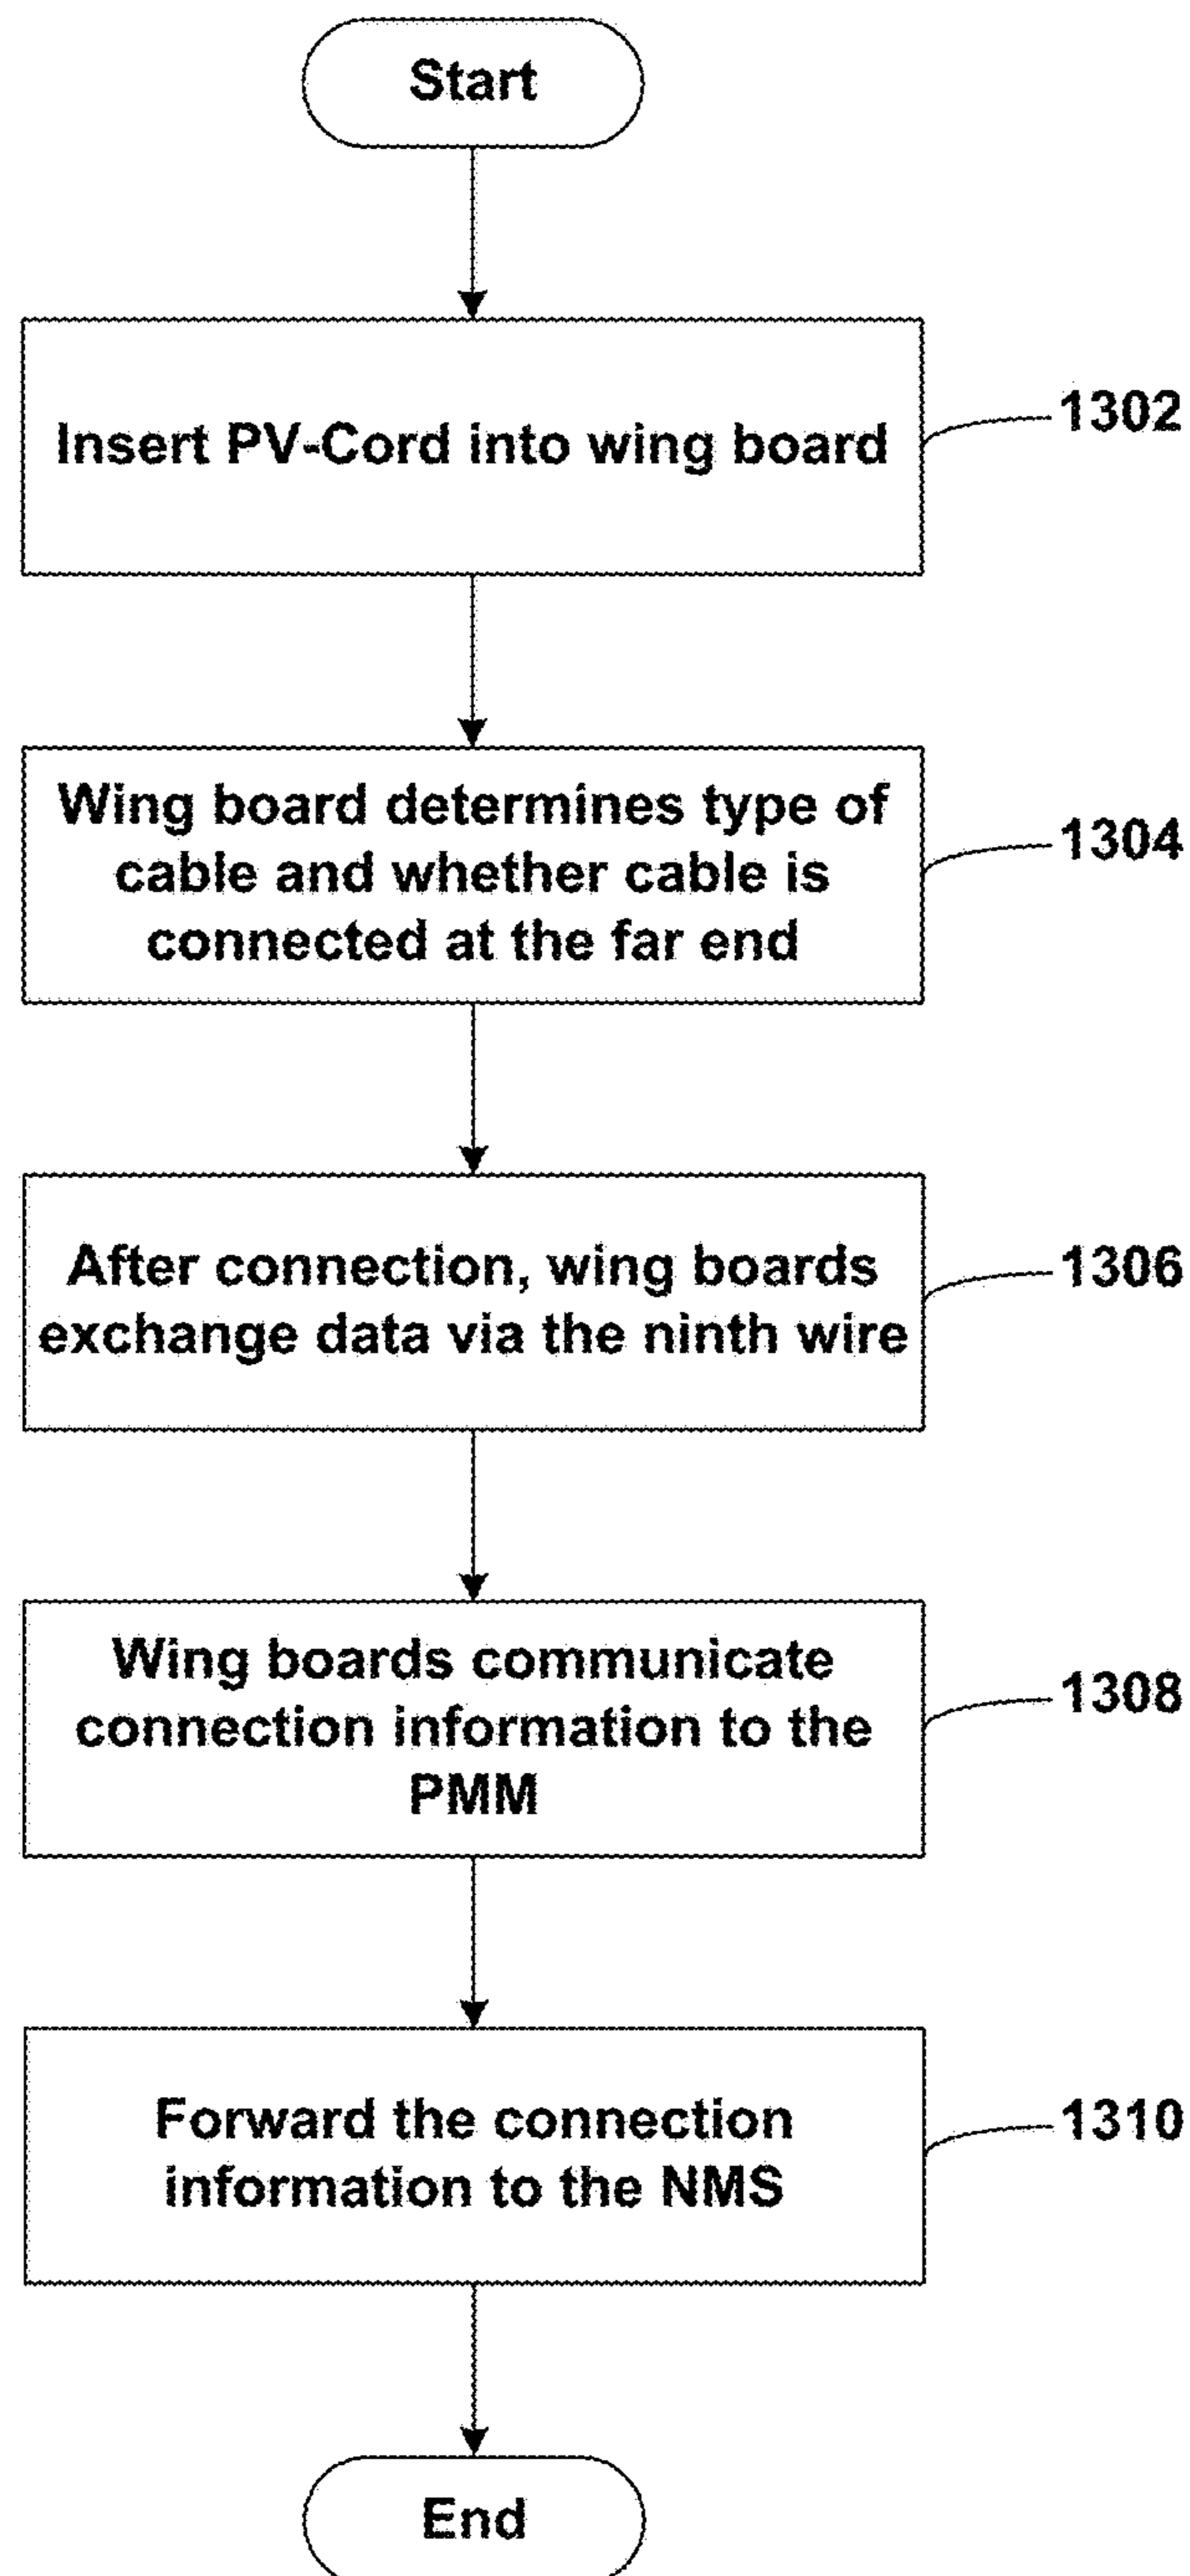 Start
Insert PV-Cord into wing board
1302
Wing board determines type of
cable and whether cable is
connected at the far end
1304
After connection, wing boards
exchange data via the ninth wire
1306
Wing boards communicate
connection information to the
PMM
1308
Forward the connection
information to the NMS
1310
End